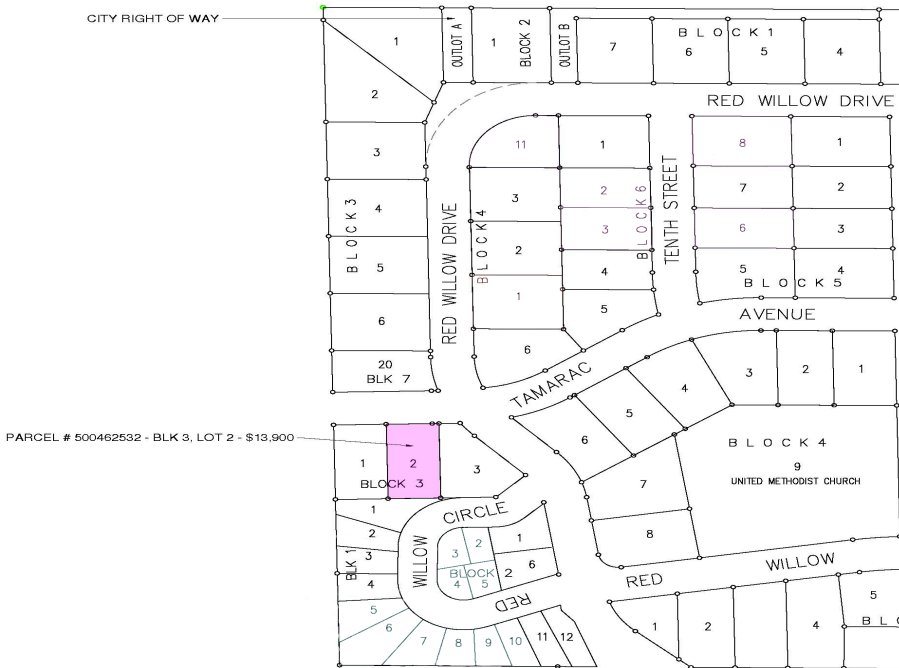 CITY RIGHT OF WAY
1
OUTLOT A
1
BLOCK 2
OUTLOT B
7
BLOCK 1
6
5
4
2
RED WILLOW DRIVE
3
11
1
8
1
TENTH STREET
BLOCK 3
4
RED WILLOW DRIVE
BLOCK 4
3
2
BLOCK 6
7
2
3
6
3
5
2
4
5
4
BLOCK 5
6
1
5
AVENUE
20
BLK 7
6
TAMARAC
3
2
1
4
5
PARCEL # 500462532 - BLK 3, LOT 2 - $13,900
6
BLOCK 4
1
2
3
9
UNITED METHODIST CHURCH
BLOCK 3
7
1
CIRCLE
2
WILLOW
3
2
1
8
BLK 1
3
6
BLOCK 2
4
4
5
RED
WILLOW
5
RED
5
6
7
8
9
10
11
12
1
2
4
BLO